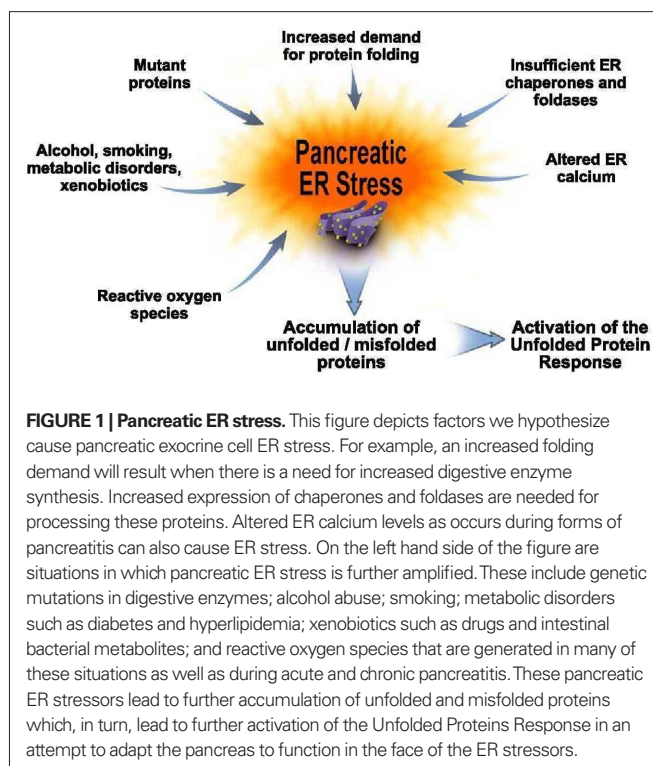 Increased demand
for protein folding
Mutant
proteins
Insufficient ER
chaperones and
foldases
Alcohol, smoking,
metabolic disorders,
xenobiotics
Pancreatic
ER Stress
Altered ER
calcium
Reactive oxygen
species
Accumulation of
unfolded / misfolded
proteins
Activation of the
Unfolded Protein
Response
FIGURE 1 | Pancreatic ER stress. This figure depicts factors we hypothesize
cause pancreatic exocrine cell ER stress. For example, an increased folding
demand will result when there is a need for increased digestive enzyme
synthesis. Increased expression of chaperones and foldases are needed for
processing these proteins. Altered ER calcium levels as occurs during forms of
pancreatitis can also cause ER stress. On the left hand side of the figure are
situations in which pancreatic ER stress is further amplified. These include genetic
mutations in digestive enzymes; alcohol abuse; smoking; metabolic disorders
such as diabetes and hyperlipidemia; xenobiotics such as drugs and intestinal
bacterial metabolites; and reactive oxygen species that are generated in many of
these situations as well as during acute and chronic pancreatitis. These pancreatic
ER stressors lead to further accumulation of unfolded and misfolded proteins
which, in turn, lead to further activation of the Unfolded Proteins Response in an
attempt to adapt the pancreas to function in the face of the ER stressors.